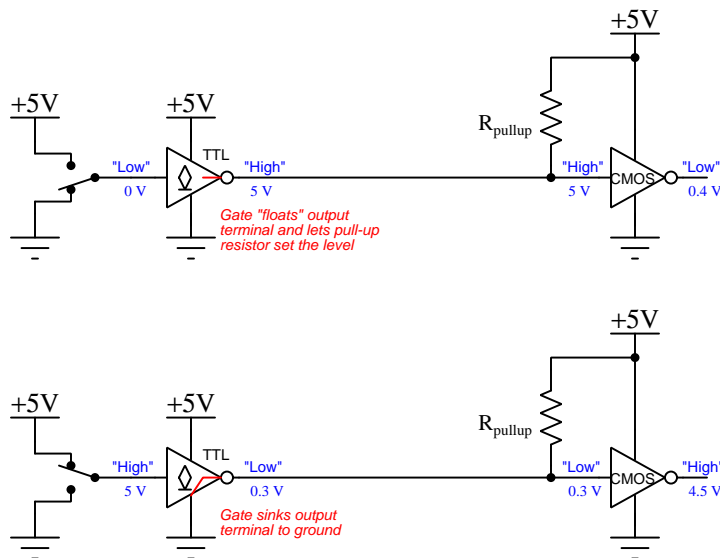 +5V
+5V
+5V
Rpullup
"Low"
TTL
"High"
"High"
CMOS
"Low"
0 V
5 V
5 V
0.4 V
Gate "floats" output
terminal and lets pull-up
resistor set the level
+5V
+5V
+5V
Rpullup
"High"
TTL
"Low"
"Low"
CMOS
"High"
5 V
0.3 V
0.3 V
4.5 V
Gate sinks output
terminal to ground